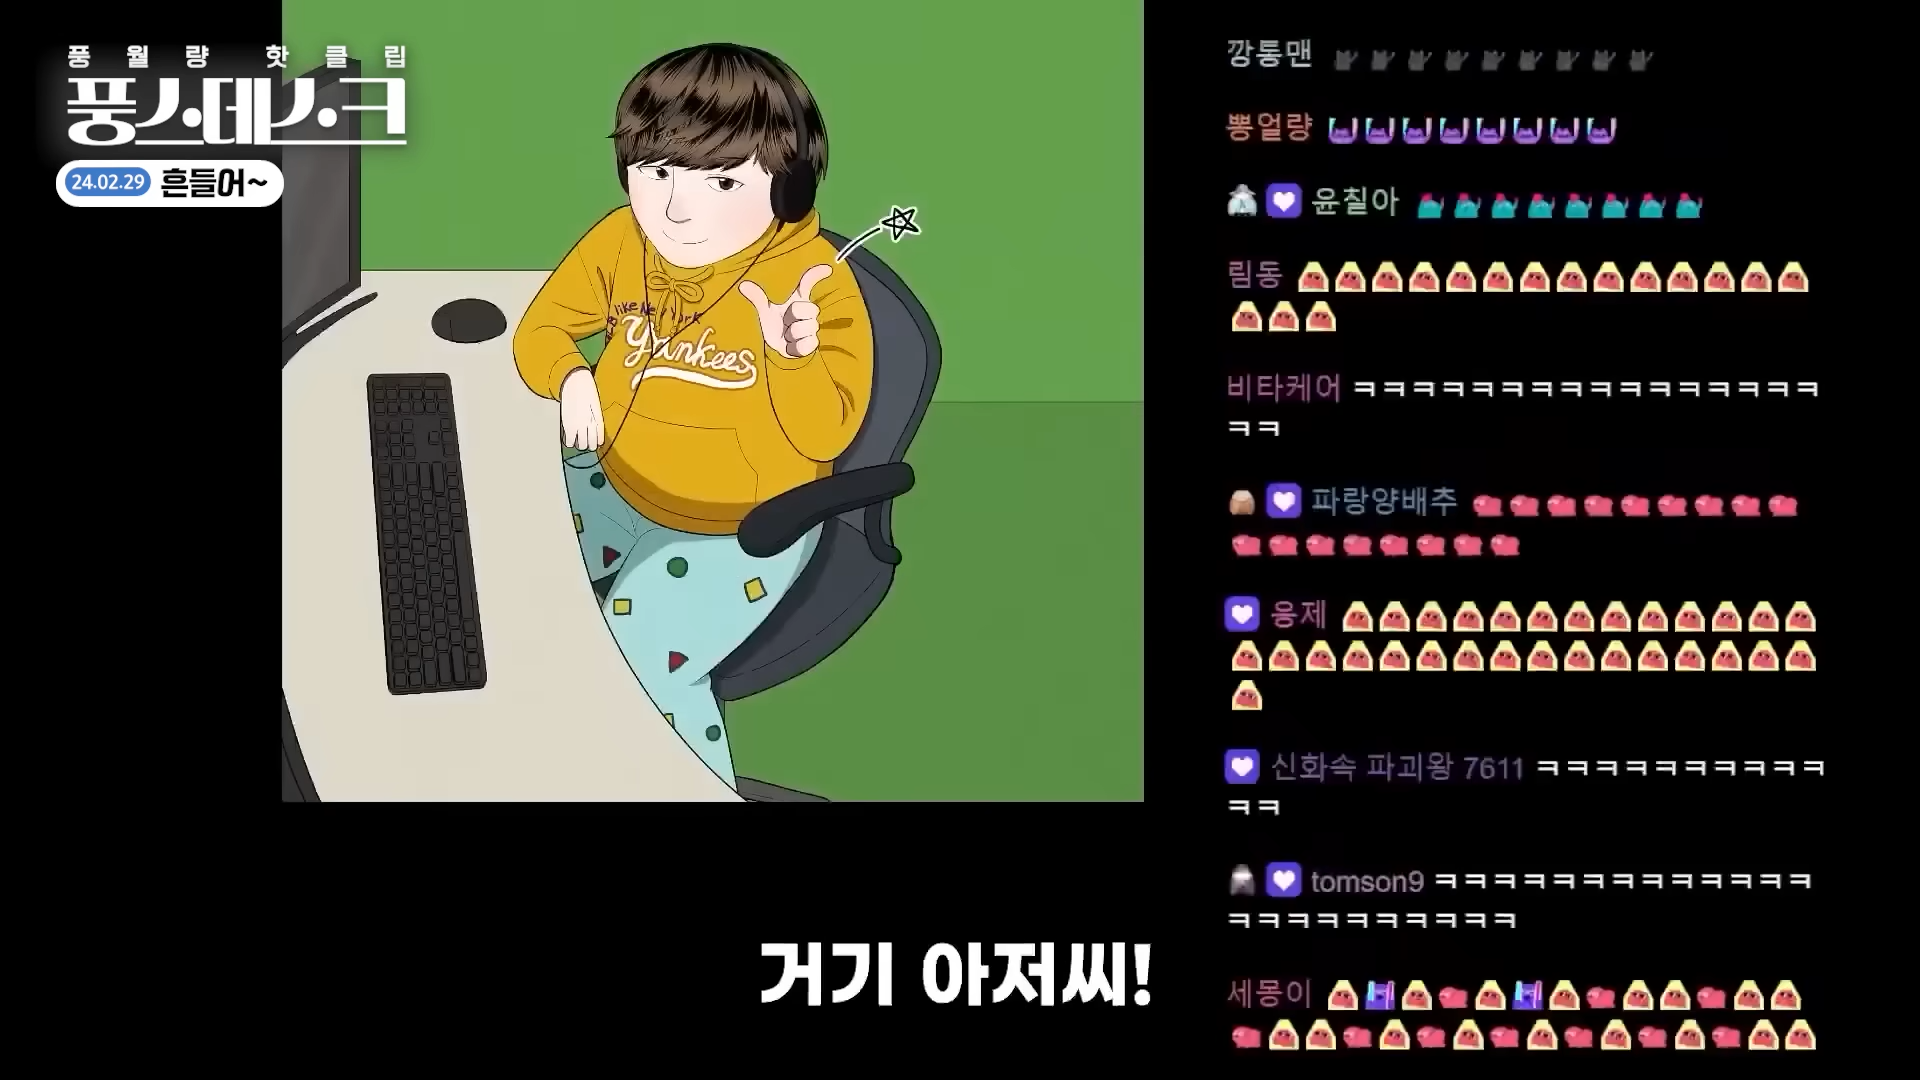 풍월량 핫클립
풍스데스크
24.02.29 흔들어~
like New York
Yankees
거기 아저씨!
깡통맨
뽕얼량
윤칠아
림동
비타케어 ㅋㅋㅋㅋㅋㅋㅋㅋㅋㅋㅋㅋㅋㅋㅋㅋ
ㅋㅋ
파랑양배추
융제
신화속 파괴왕 7611 ㅋㅋㅋㅋㅋㅋㅋㅋㅋㅋ
ㅋㅋ
tomson9 ㅋㅋㅋㅋㅋㅋㅋㅋㅋㅋㅋㅋㅋ
ㅋㅋㅋㅋㅋㅋㅋㅋㅋㅋ
세몽이